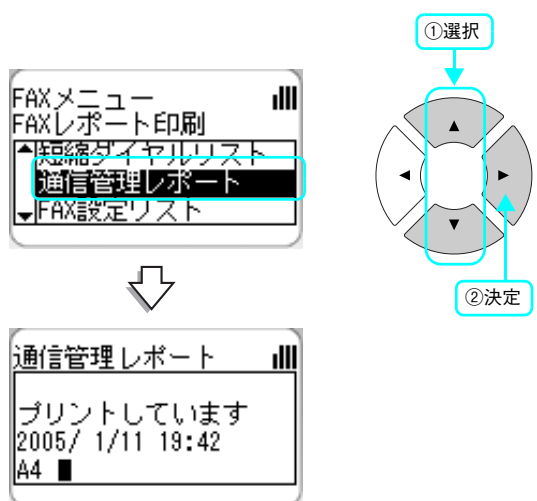 ①選択
FAXメニュー
FAXレポート印刷
短縮ダイヤルリスト
通信管理レポート
FAX設定リスト
②決定
通信管理レポート
プリントしています
2005/ 1/11 19:42
A4